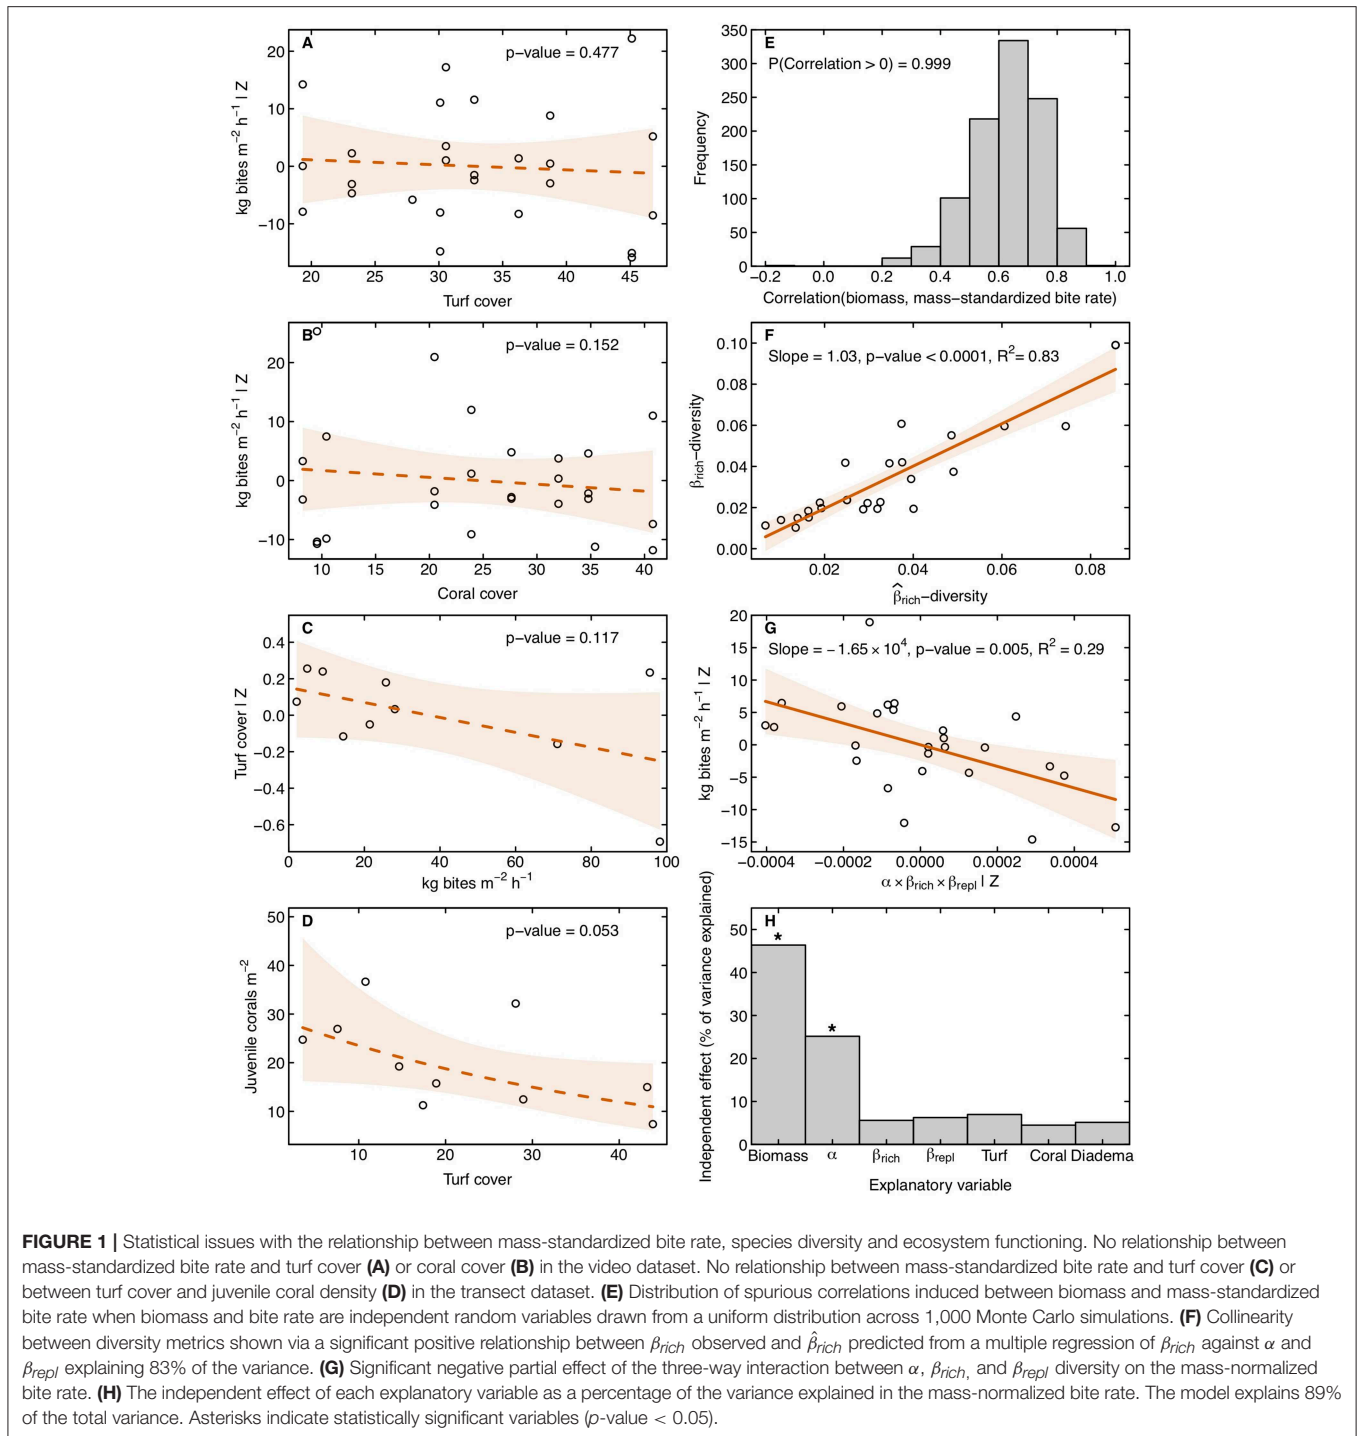 A
p−value = 0.477
kg bites m⁻² h⁻¹ | Z
20
10
0
−10
20 25 30 35 40 45
Turf cover
B
p−value = 0.152
kg bites m⁻² h⁻¹ | Z
20
10
0
−10
10 15 20 25 30 35 40
Coral cover
C
p−value = 0.117
Turf cover | Z
0.4
0.2
0.0
−0.2
−0.4
−0.6
0 20 40 60 80 100
kg bites m⁻² h⁻¹
D
p−value = 0.053
Juvenile corals m⁻²
50
40
30
20
10
10 20 30 40
Turf cover
E
P(Correlation > 0) = 0.999
Frequency
350
300
250
200
150
100
50
0
−0.2 0.0 0.2 0.4 0.6 0.8 1.0
Correlation(biomass, mass−standardized bite rate)
F
Slope = 1.03, p−value < 0.0001, R² = 0.83
βrich−diversity
0.10
0.08
0.06
0.04
0.02
0.00
0.02 0.04 0.06 0.08
β̂rich−diversity
G
Slope = −1.65 × 10⁴, p−value = 0.005, R² = 0.29
kg bites m⁻² h⁻¹ | Z
20
15
10
5
0
−5
−10
−15
−0.0004 −0.0002 0.0000 0.0002 0.0004
α × βrich × βrepl | Z
H
Independent effect (% of variance explained)
50
40
30
20
10
0
* *
Biomass α βrich βrepl Turf Coral Diadema
Explanatory variable
FIGURE 1 | Statistical issues with the relationship between mass-standardized bite rate, species diversity and ecosystem functioning. No relationship between
mass-standardized bite rate and turf cover (A) or coral cover (B) in the video dataset. No relationship between mass-standardized bite rate and turf cover (C) or
between turf cover and juvenile coral density (D) in the transect dataset. (E) Distribution of spurious correlations induced between biomass and mass-standardized
bite rate when biomass and bite rate are independent random variables drawn from a uniform distribution across 1,000 Monte Carlo simulations. (F) Collinearity
between diversity metrics shown via a significant positive relationship between βrich observed and β̂rich predicted from a multiple regression of βrich against α and
βrepl explaining 83% of the variance. (G) Significant negative partial effect of the three-way interaction between α, βrich, and βrepl diversity on the mass-normalized
bite rate. (H) The independent effect of each explanatory variable as a percentage of the variance explained in the mass-normalized bite rate. The model explains 89%
of the total variance. Asterisks indicate statistically significant variables (p-value < 0.05).